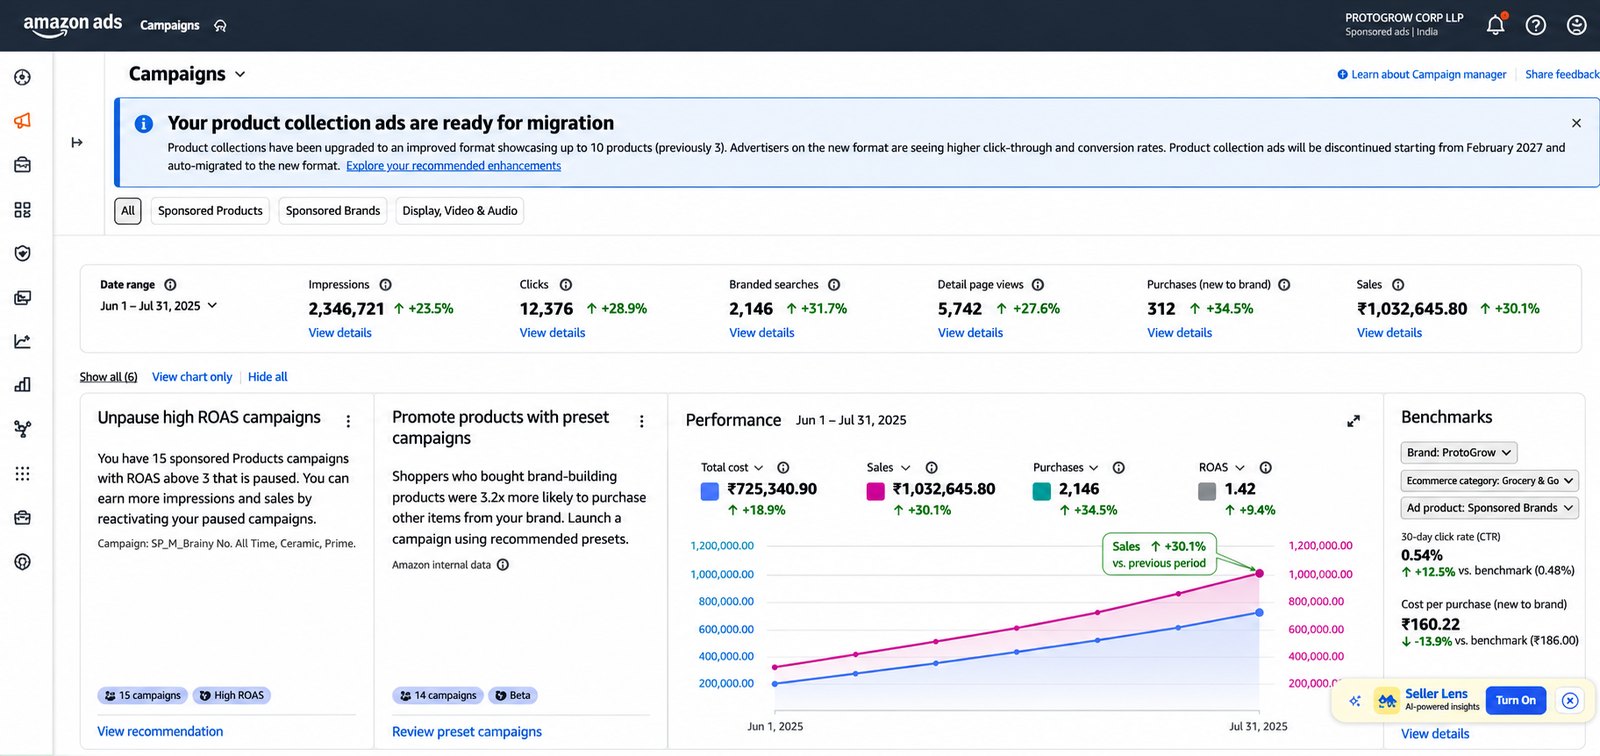 amazon ads
Campaigns
PROTOGROW CORP LLP
Sponsored ads | India
Campaigns
Learn about Campaign manager
Share feedback
Your product collection ads are ready for migration
Product collections have been upgraded to an improved format showcasing up to 10 products (previously 3). Advertisers on the new format are seeing higher click-through and conversion rates. Product collection ads will be discontinued starting from February 2027 and
auto-migrated to the new format. Explore your recommended enhancements
All
Sponsored Products
Sponsored Brands
Display, Video & Audio
Date range
Jun 1 – Jul 31, 2025
Impressions
2,346,721 ↑ +23.5%
View details
Clicks
12,376 ↑ +28.9%
View details
Branded searches
2,146 ↑ +31.7%
View details
Detail page views
5,742 ↑ +27.6%
View details
Purchases (new to brand)
312 ↑ +34.5%
View details
Sales
₹1,032,645.80 ↑ +30.1%
View details
Show all (6)
View chart only
Hide all
Unpause high ROAS campaigns
You have 15 sponsored Products campaigns
with ROAS above 3 that is paused. You can
earn more impressions and sales by
reactivating your paused campaigns.
Campaign: SP_M_Brainy No. All Time, Ceramic, Prime.
15 campaigns
High ROAS
View recommendation
Promote products with preset
campaigns
Shoppers who bought brand-building
products were 3.2x more likely to purchase
other items from your brand. Launch a
campaign using recommended presets.
Amazon internal data
14 campaigns
Beta
Review preset campaigns
Performance
Jun 1 – Jul 31, 2025
Total cost
₹725,340.90
↑ +18.9%
Sales
₹1,032,645.80
↑ +30.1%
Purchases
2,146
↑ +34.5%
ROAS
1.42
↑ +9.4%
1,200,000.00
1,000,000.00
800,000.00
600,000.00
400,000.00
200,000.00
Sales ↑ +30.1%
vs. previous period
1,200,000.00
1,000,000.00
800,000.00
600,000.00
400,000.00
200,000.
Jun 1, 2025
Jul 31, 2025
Benchmarks
Brand: ProtoGrow
Ecommerce category: Grocery & Go
Ad product: Sponsored Brands
30-day click rate (CTR)
0.54%
↑ +12.5% vs. benchmark (0.48%)
Cost per purchase (new to brand)
₹160.22
↓ -13.9% vs. benchmark (₹186.00)
Seller Lens
AI-powered insights
Turn On
View details